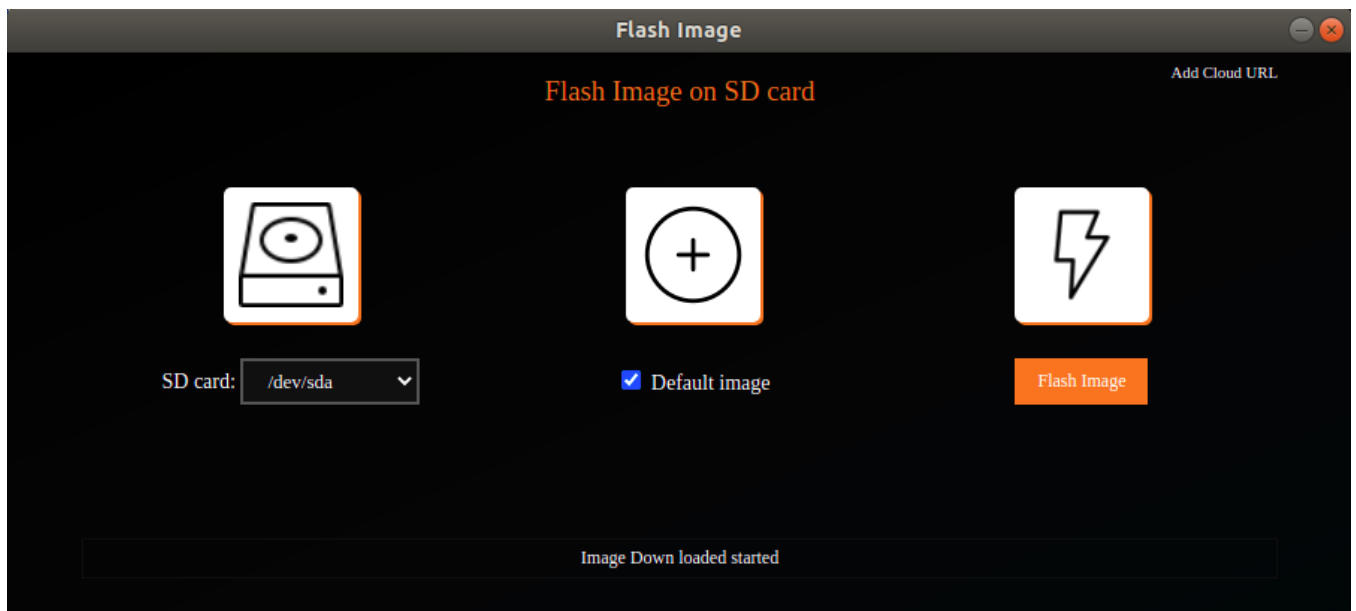 Flash Image
Add Cloud URL
Flash Image on SD card
SD card: /dev/sda
Default image
Flash Image
Image Down loaded started